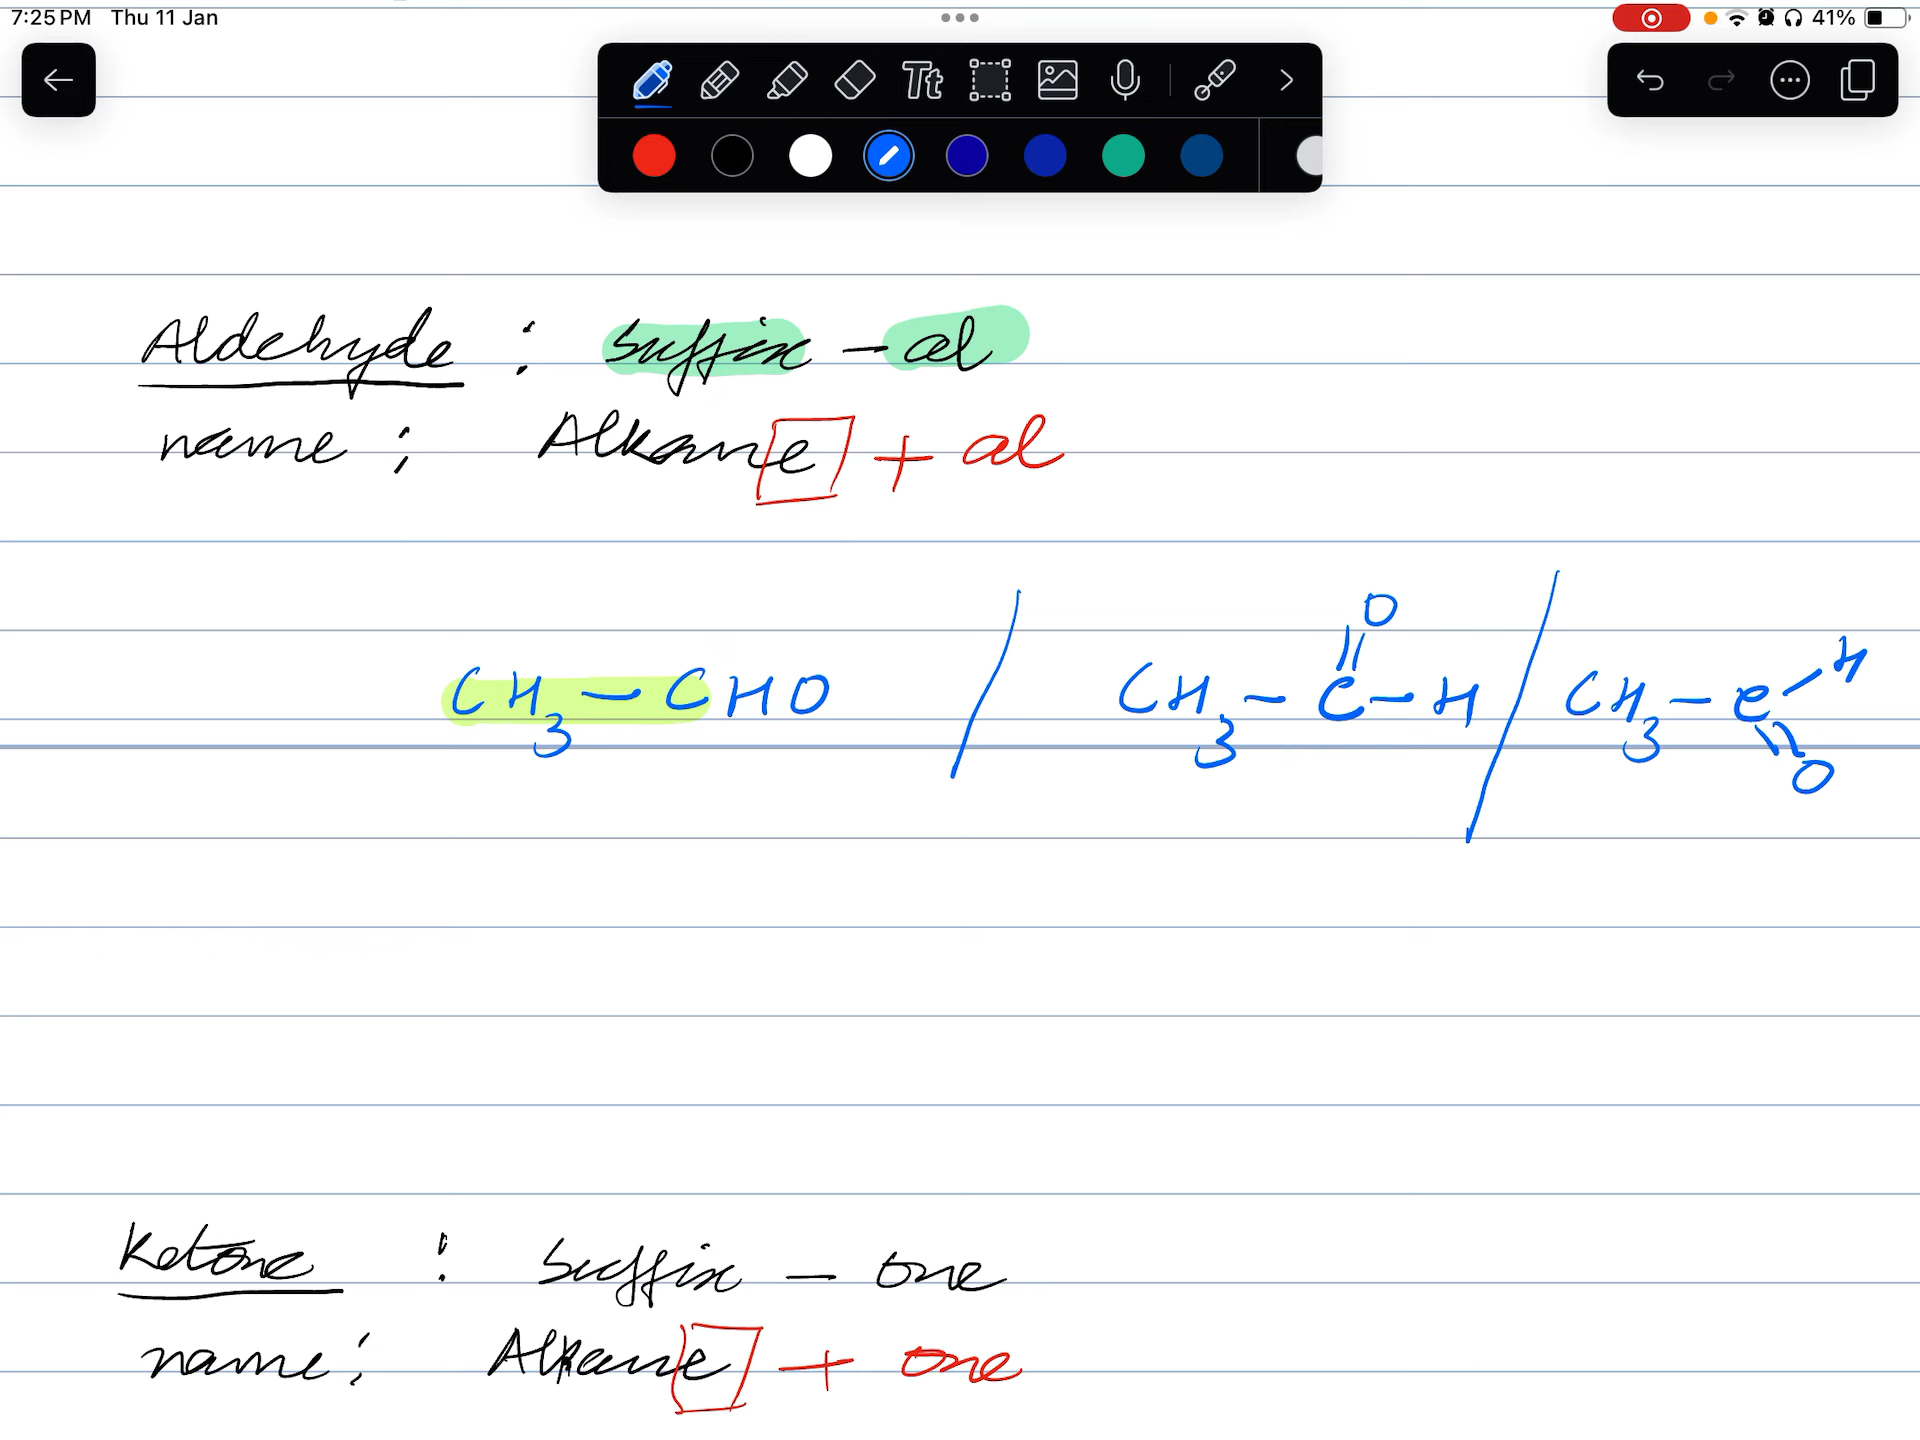 7:25 PM Thu 11 Jan 41%
Tt
Aldehyde : suffix - al
name : Alkane + al
CH3 - CHO / CH3 - C - H / CH3 - C - H
O
O
Ketone : suffix - one
name : Alkane + one